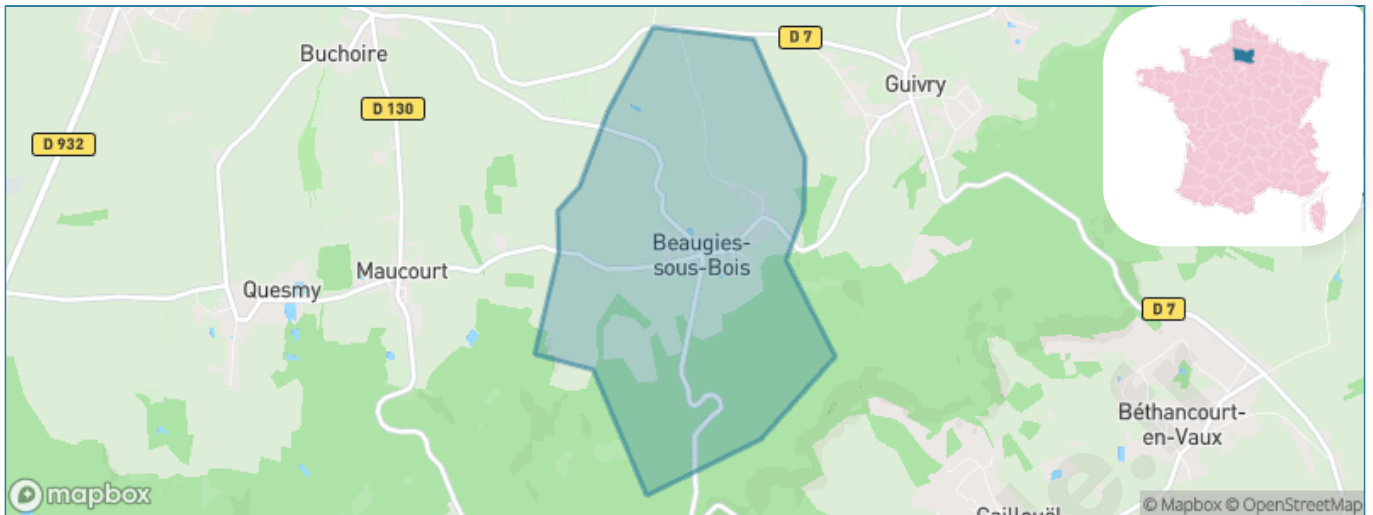 D 7
Buchoire
Guivry
D 130
D 932
Beaugies-
sous-Bois
Maucourt
Quesmy
D 7
Béthancourt-
en-Vaux
mapbox
© Mapbox © OpenStreetMap